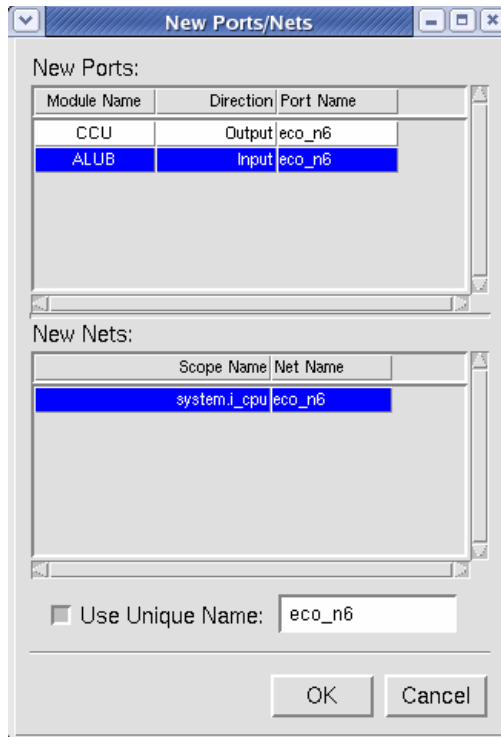 New Ports/Nets
New Ports:
Module Name Direction Port Name
CCU Output eco_n6
ALUB Input eco_n6
New Nets:
Scope Name Net Name
system.i_cpu eco_n6
Use Unique Name: eco_n6
OK Cancel